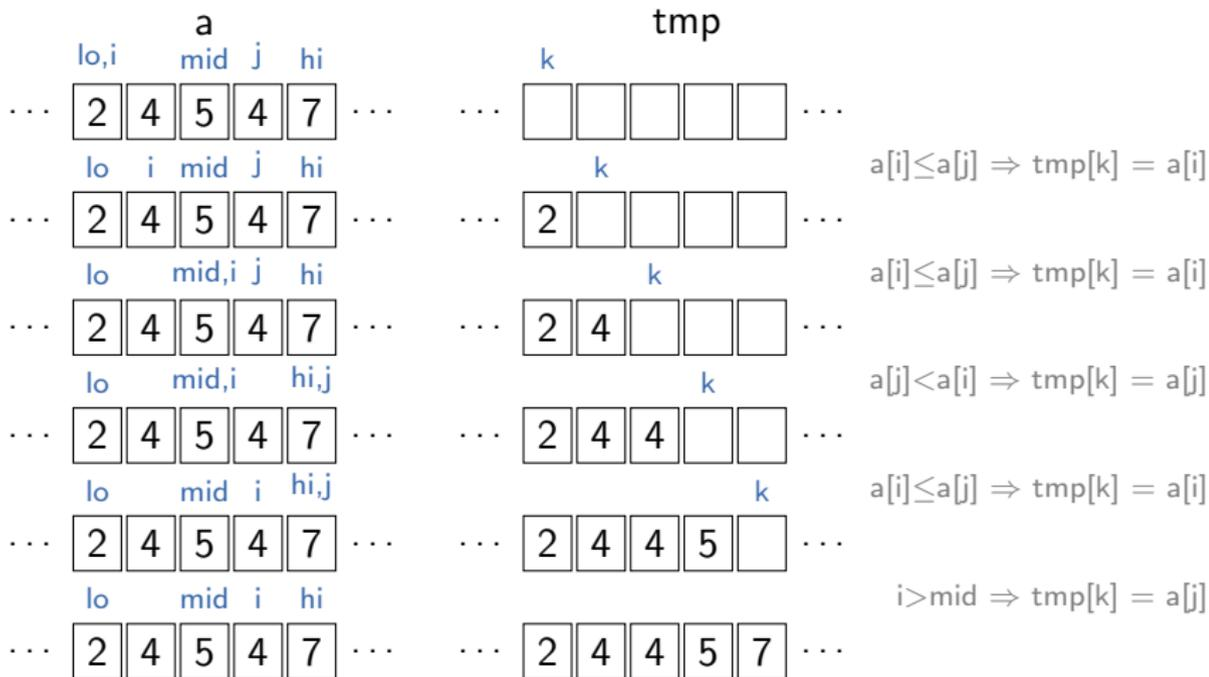 a tmp
lo,i mid j hi k
··· 2 4 5 4 7 ··· ··· ···
lo i mid j hi k a[i]≤a[j] ⇒ tmp[k] = a[i]
··· 2 4 5 4 7 ··· ··· 2 ···
lo mid,i j hi k a[i]≤a[j] ⇒ tmp[k] = a[i]
··· 2 4 5 4 7 ··· ··· 2 4 ···
lo mid,i hi,j k a[j]<a[i] ⇒ tmp[k] = a[j]
··· 2 4 5 4 7 ··· ··· 2 4 4 ···
lo mid i hi,j k a[i]≤a[j] ⇒ tmp[k] = a[i]
··· 2 4 5 4 7 ··· ··· 2 4 4 5 ···
lo mid i hi i>mid ⇒ tmp[k] = a[j]
··· 2 4 5 4 7 ··· ··· 2 4 4 5 7 ···